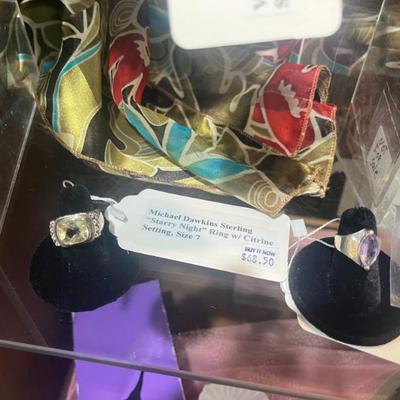 Michael Dawkins Sterling
"Starry Night" Ring w/ Citrine
Setting, Size 7
BUY IT NOW
$68.50